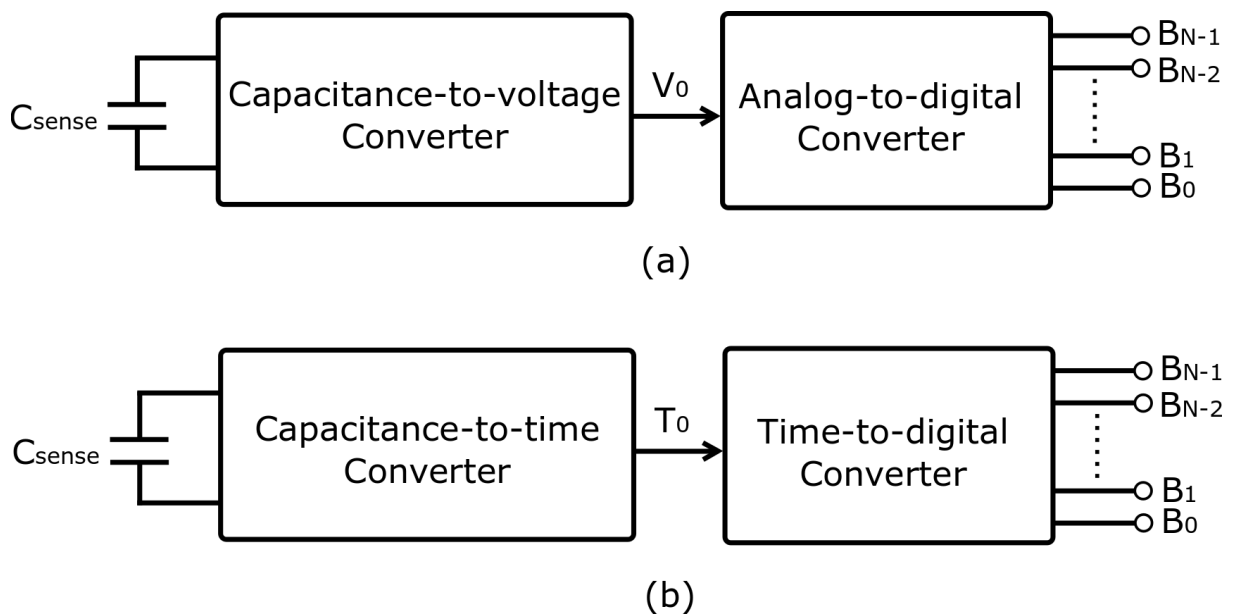 Csense
Capacitance-to-voltage
Converter
V0
Analog-to-digital
Converter
BN-1
BN-2
B1
B0
(a)
Csense
Capacitance-to-time
Converter
T0
Time-to-digital
Converter
BN-1
BN-2
B1
B0
(b)